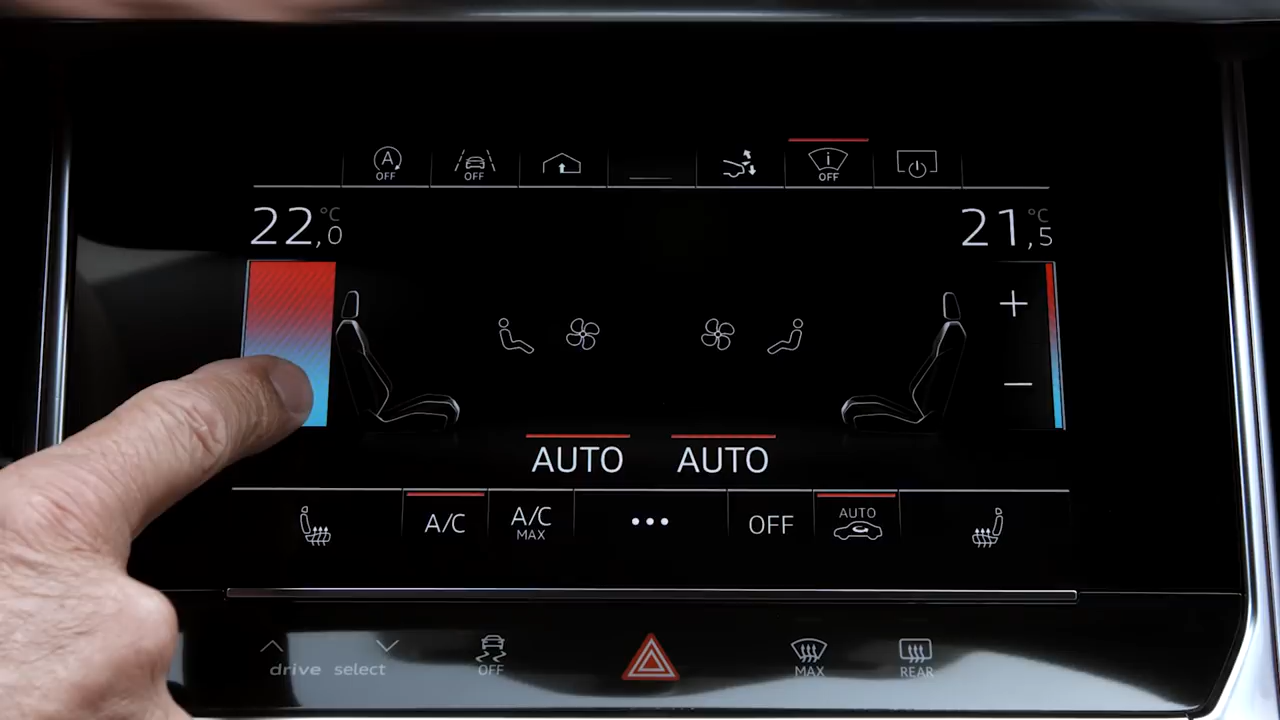 A
OFF
OFF
i
OFF
22,0 °C
21,5 °C
+
−
AUTO AUTO
A/C
A/C
MAX
•••
OFF
AUTO
drive select
OFF
MAX
REAR